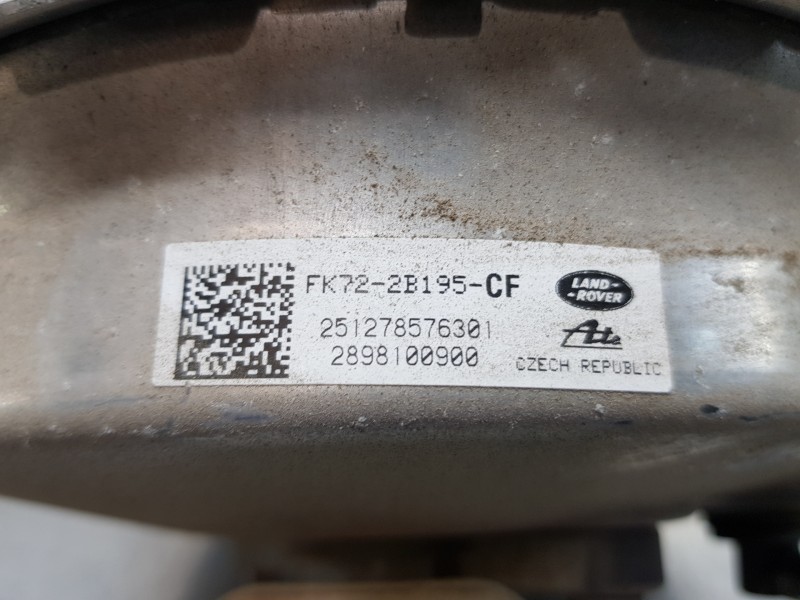 FK72-2B195-CF
LAND
-ROVER
251278576301
Ate
2898100900
CZECH REPUBLIC